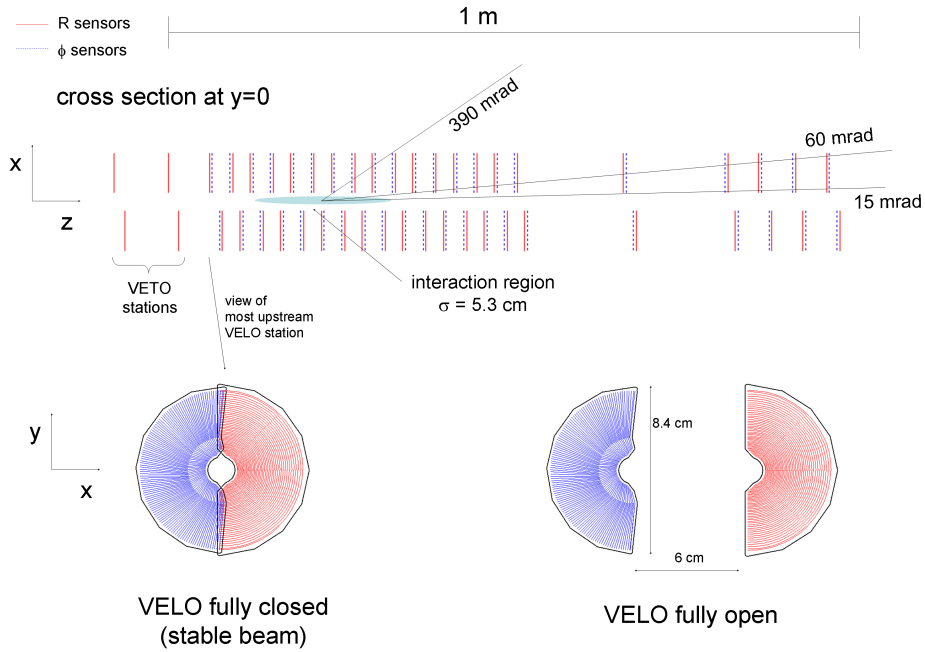 R sensors
1 m
ϕ sensors
cross section at y=0
390 mrad
60 mrad
x
15 mrad
z
VETO
stations
interaction region
σ = 5.3 cm
view of
most upstream
VELO station
y
x
8.4 cm
6 cm
VELO fully closed
(stable beam)
VELO fully open